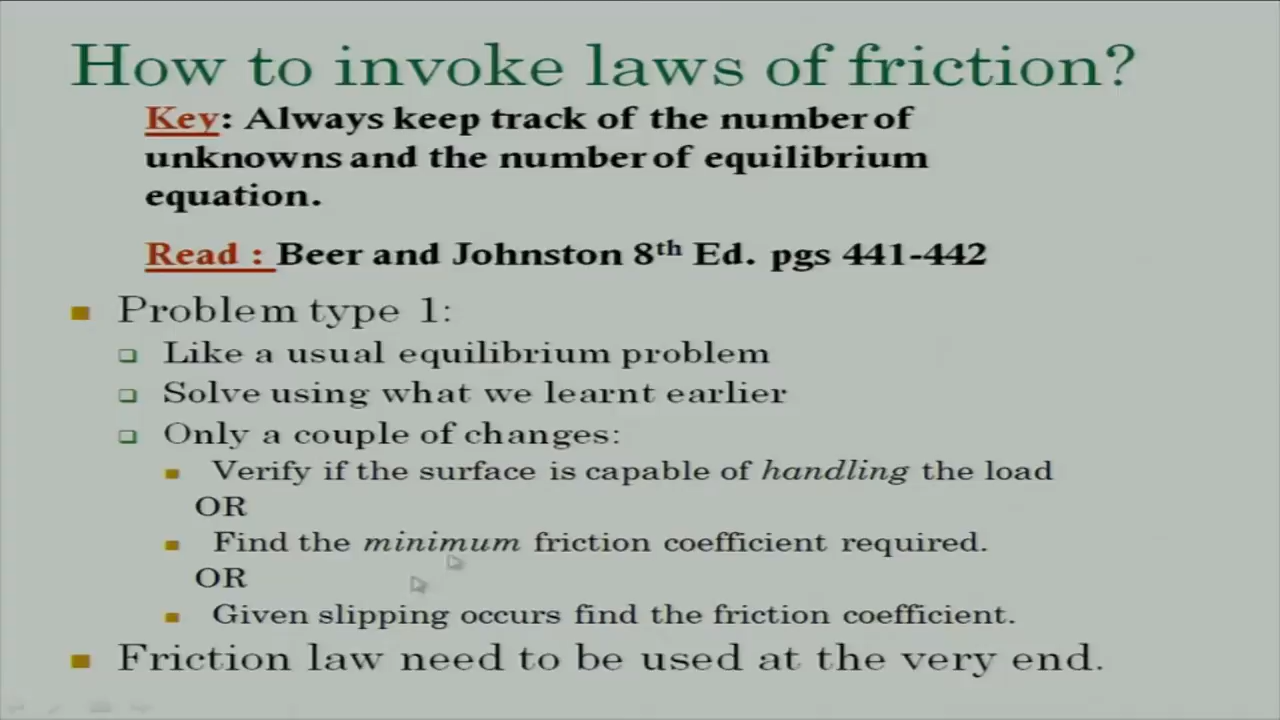 How to invoke laws of friction?
Key: Always keep track of the number of
unknowns and the number of equilibrium
equation.
Read : Beer and Johnston 8th Ed. pgs 441-442
Problem type 1:
Like a usual equilibrium problem
Solve using what we learnt earlier
Only a couple of changes:
Verify if the surface is capable of handling the load
OR
Find the minimum friction coefficient required.
OR
Given slipping occurs find the friction coefficient.
Friction law need to be used at the very end.